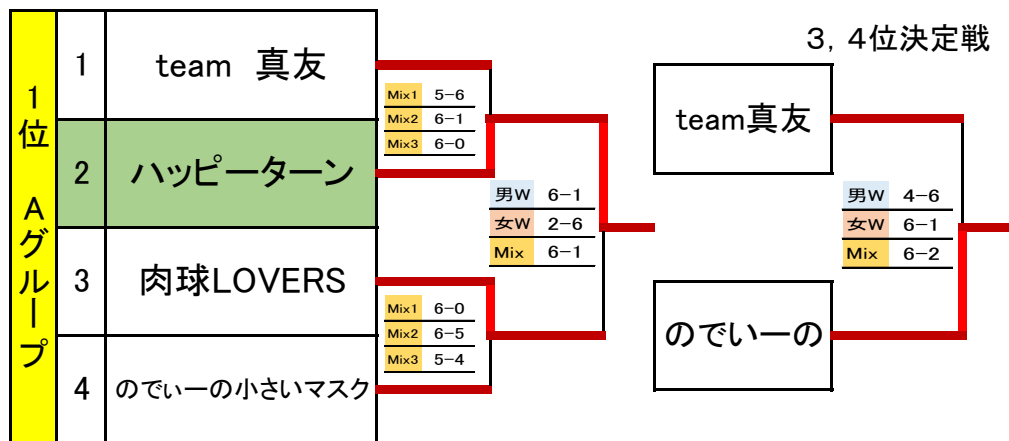 1位 Aグループ
1 team 真友
2 ハッピーターン
3 肉球LOVERS
4 のでぃーの小さいマスク
Mix1 5-6
Mix2 6-1
Mix3 6-0
Mix1 6-0
Mix2 6-5
Mix3 5-4
男W 6-1
女W 2-6
Mix 6-1
3，4位決定戦
team真友
のでいーの
男W 4-6
女W 6-1
Mix 6-2